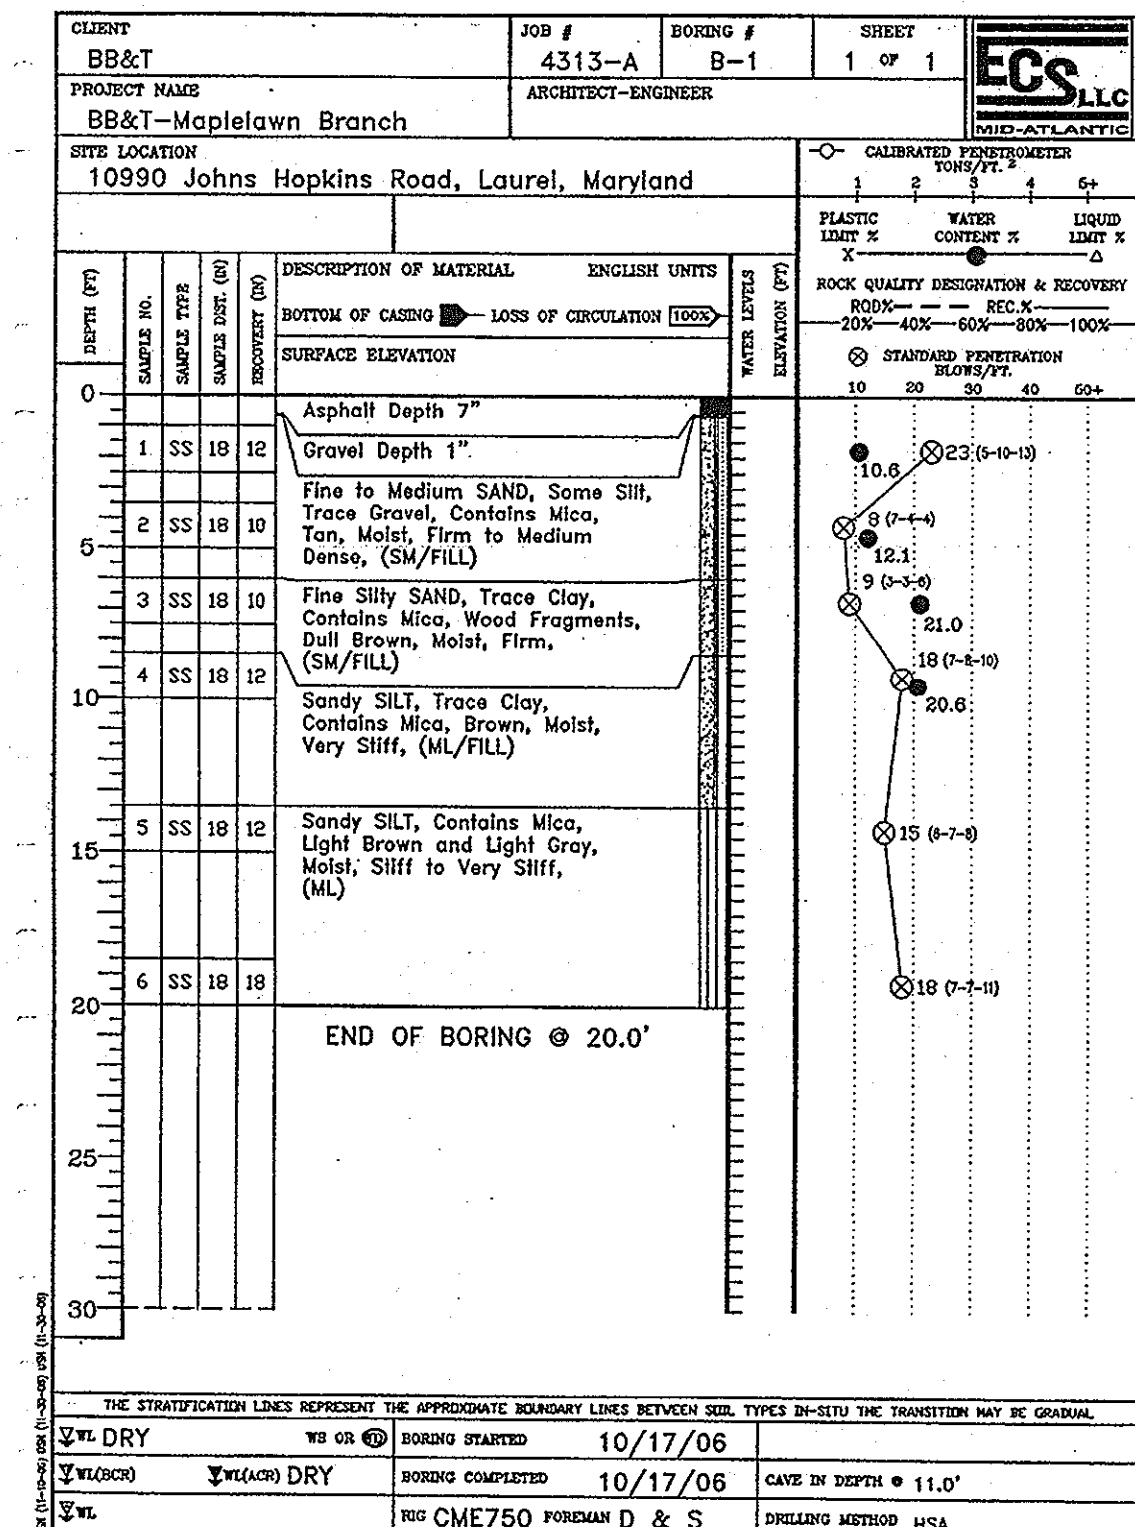 CLIENT
BB&T
JOB #
4313-A
BORING #
B-1
SHEET
1 OF 1
ECS LLC
MID-ATLANTIC
PROJECT NAME
BB&T-Maplelawn Branch
ARCHITECT-ENGINEER
SITE LOCATION
10990 Johns Hopkins Road, Laurel, Maryland
CALIBRATED PENETROMETER
TONS/FT. 2
1 2 3 4 5+
PLASTIC LIMIT %
WATER CONTENT %
LIQUID LIMIT %
X
ROCK QUALITY DESIGNATION & RECOVERY
RQD% REC.%
20% 40% 60% 80% 100%
STANDARD PENETRATION
BLOWS/FT.
10 20 30 40 50+
DEPTH (FT)
SAMPLE NO.
SAMPLE TYPE
SAMPLE DIST. (IN)
RECOVERY (IN)
DESCRIPTION OF MATERIAL ENGLISH UNITS
BOTTOM OF CASING LOSS OF CIRCULATION 100%
SURFACE ELEVATION
WATER LEVELS
ELEVATION (FT)
0
Asphalt Depth 7"
1 SS 18 12
Gravel Depth 1"
10.6
23 (5-10-13)
Fine to Medium SAND, Some Silt,
Trace Gravel, Contains Mica,
Tan, Moist, Firm to Medium
Dense, (SM/FILL)
2 SS 18 10
8 (7-4-4)
12.1
5
3 SS 18 10
Fine Silty SAND, Trace Clay,
Contains Mica, Wood Fragments,
Dull Brown, Moist, Firm,
(SM/FILL)
9 (3-3-6)
21.0
4 SS 18 12
18 (7-8-10)
20.6
10
Sandy SILT, Trace Clay,
Contains Mica, Brown, Moist,
Very Stiff, (ML/FILL)
5 SS 18 12
Sandy SILT, Contains Mica,
Light Brown and Light Gray,
Moist, Stiff to Very Stiff,
(ML)
15 (8-7-8)
15
6 SS 18 18
18 (7-7-11)
20
END OF BORING @ 20.0'
25
30
THE STRATIFICATION LINES REPRESENT THE APPROXIMATE BOUNDARY LINES BETWEEN SOIL TYPES IN-SITU THE TRANSITION MAY BE GRADUAL
WL DRY WS OR WD
BORING STARTED 10/17/06
WL(BCR) WL(ACR) DRY
BORING COMPLETED 10/17/06
CAVE IN DEPTH @ 11.0'
WL
RIG CME750 FOREMAN D & S
DRILLING METHOD HSA